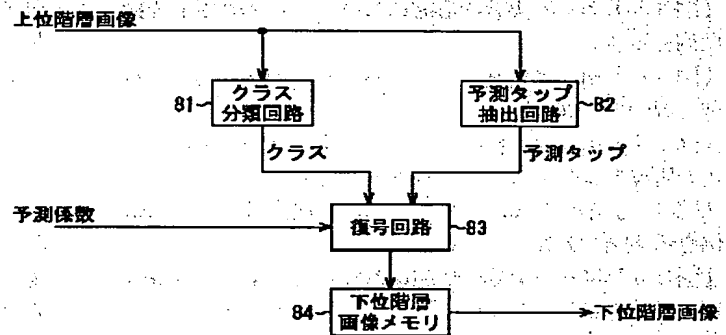 上位階層画像
81
クラス
分類回路
予測タップ
抽出回路
82
クラス
予測タップ
予測係数
復号回路
83
84
下位階層
画像メモリ
下位階層画像